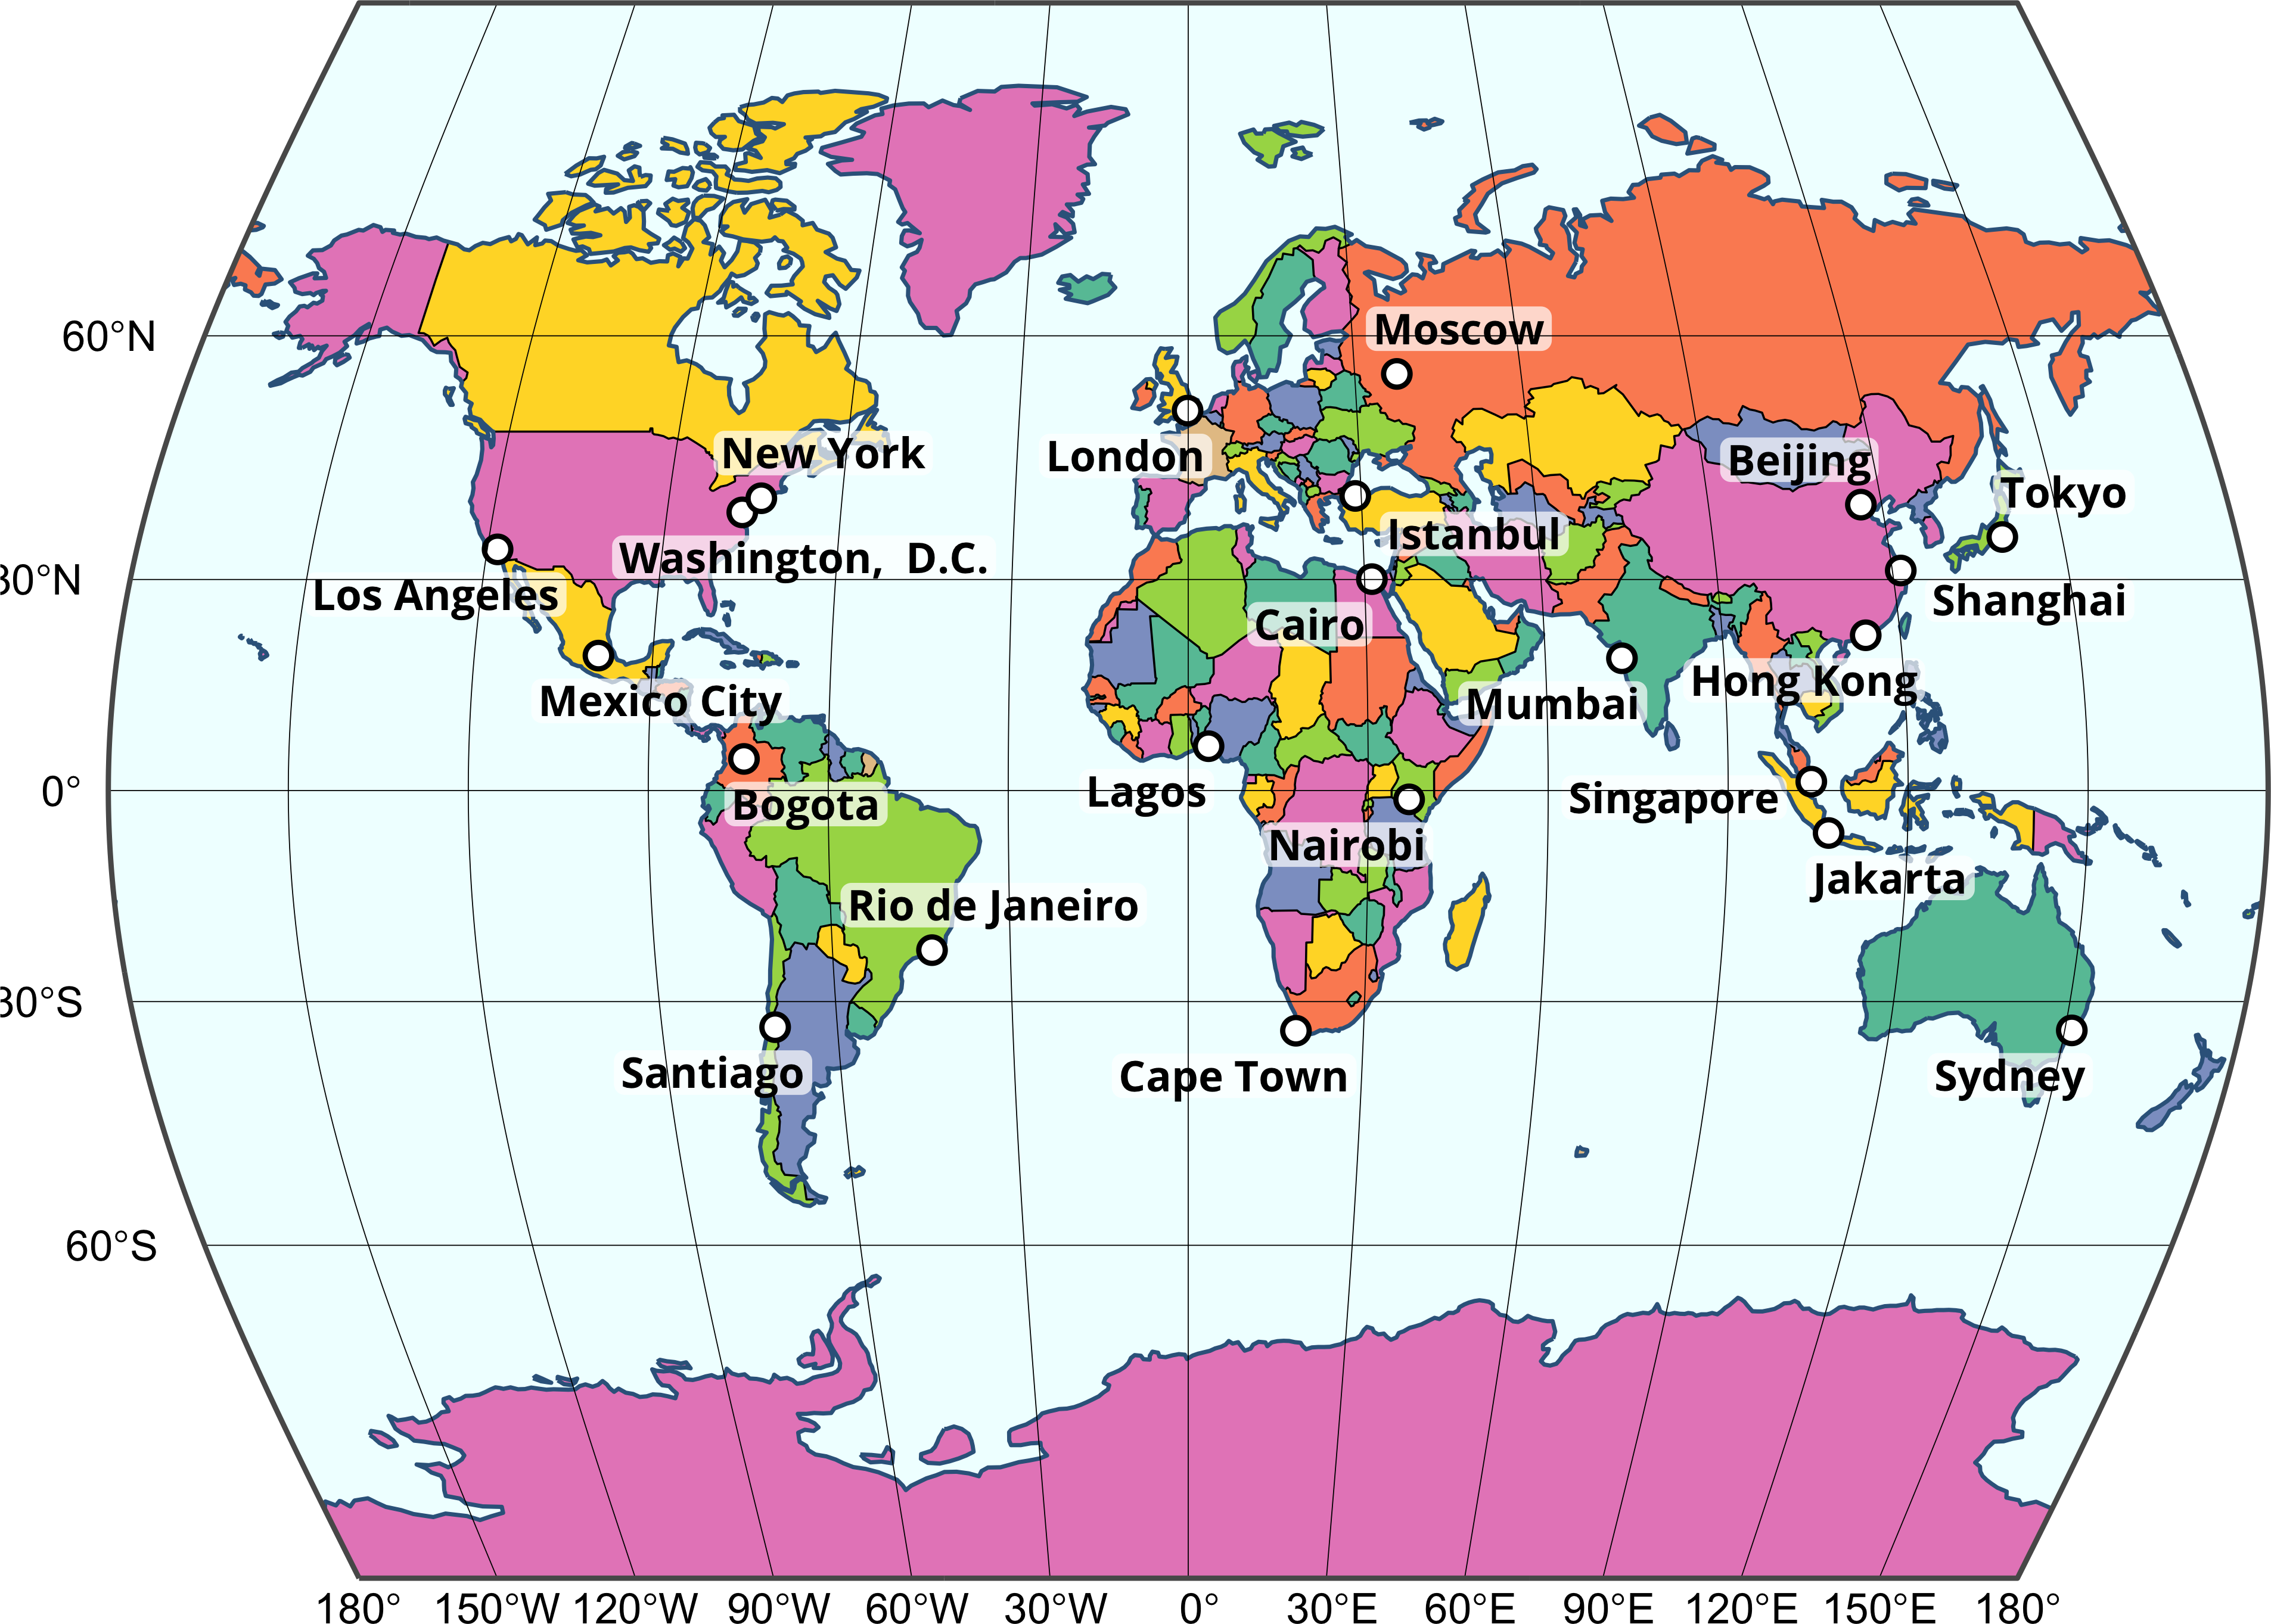 60°N
Moscow
New York
London
Beijing
Tokyo
Istanbul
Washington, D.C.
30°N
Los Angeles
Shanghai
Cairo
Hong Kong
Mexico City
Mumbai
0°
Lagos
Singapore
Bogota
Nairobi
Jakarta
Rio de Janeiro
30°S
Santiago
Cape Town
Sydney
60°S
180° 150°W 120°W 90°W 60°W 30°W 0° 30°E 60°E 90°E 120°E 150°E 180°